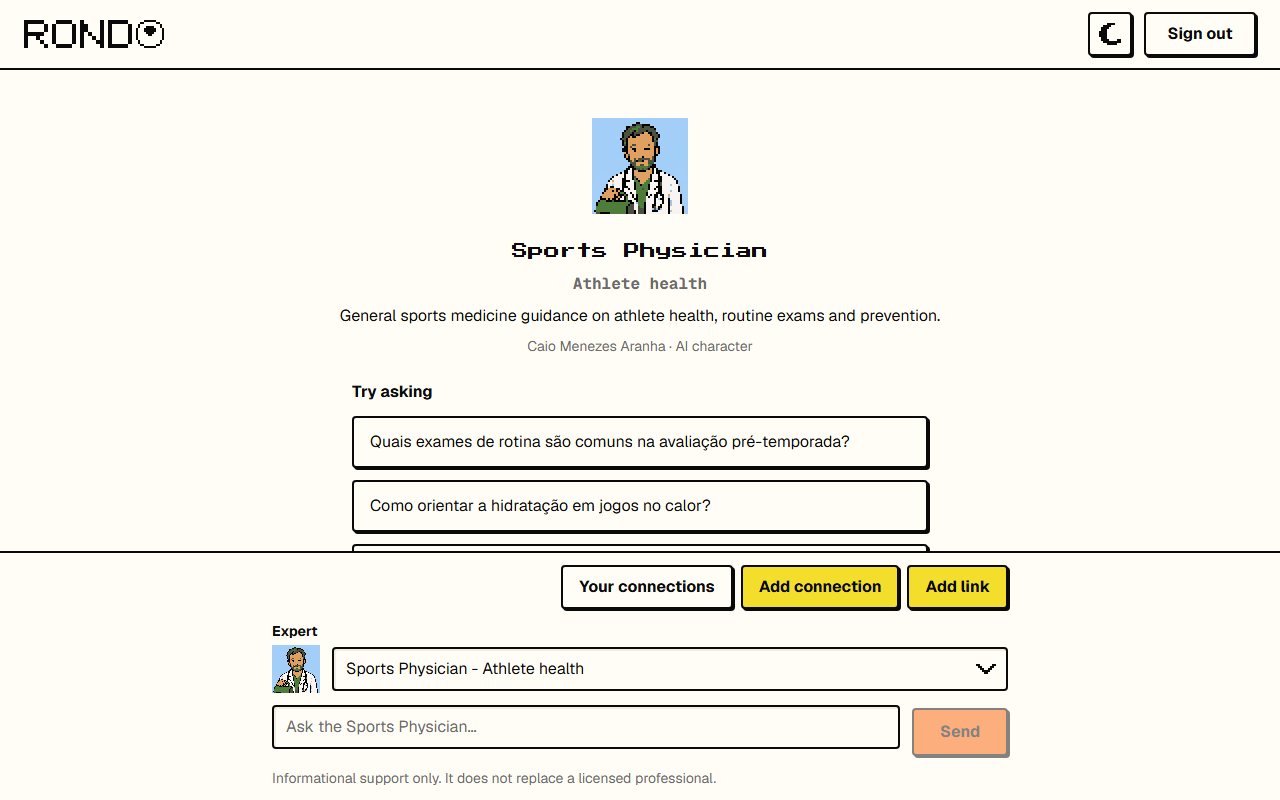 RONDO
Sign out
Sports Physician
Athlete health
General sports medicine guidance on athlete health, routine exams and prevention.
Caio Menezes Aranha · AI character
Try asking
Quais exames de rotina são comuns na avaliação pré-temporada?
Como orientar a hidratação em jogos no calor?
Your connections
Add connection
Add link
Expert
Sports Physician - Athlete health
Ask the Sports Physician...
Send
Informational support only. It does not replace a licensed professional.